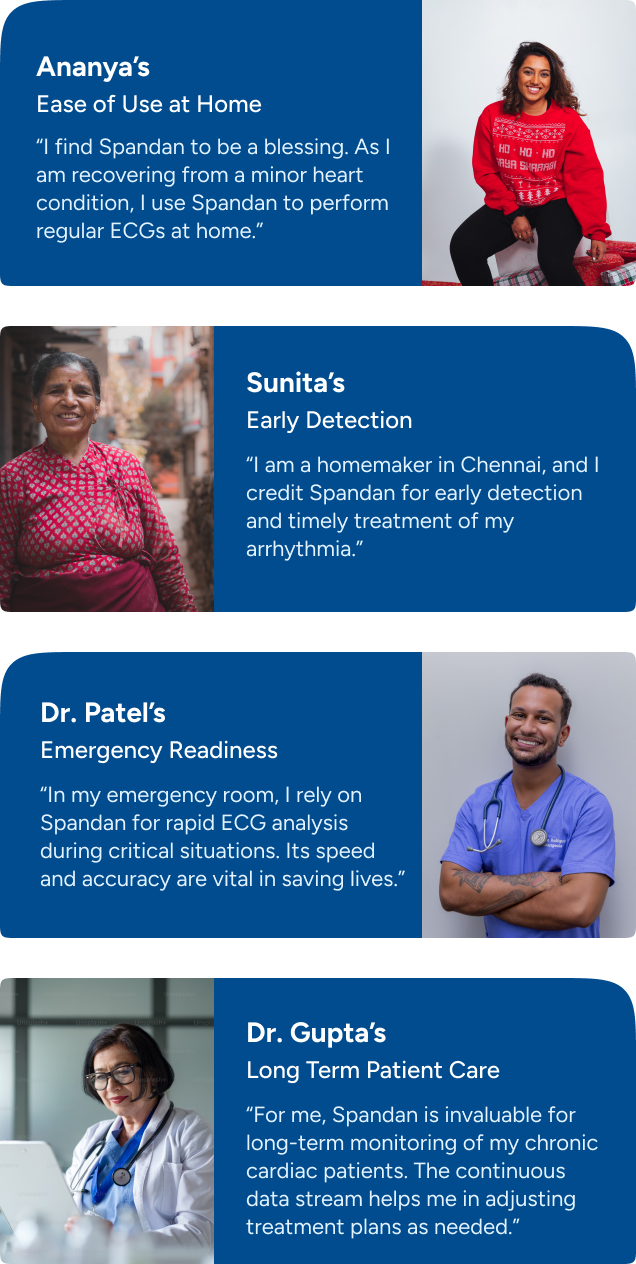 Ananya’s
Ease of Use at Home
“I find Spandan to be a blessing. As I
am recovering from a minor heart
condition, I use Spandan to perform
regular ECGs at home.”
HO · HO · HO
Sunita’s
Early Detection
“I am a homemaker in Chennai, and I
credit Spandan for early detection
and timely treatment of my
arrhythmia.”
Dr. Patel’s
Emergency Readiness
“In my emergency room, I rely on
Spandan for rapid ECG analysis
during critical situations. Its speed
and accuracy are vital in saving lives.”
Dr. Gupta’s
Long Term Patient Care
“For me, Spandan is invaluable for
long-term monitoring of my chronic
cardiac patients. The continuous
data stream helps me in adjusting
treatment plans as needed.”